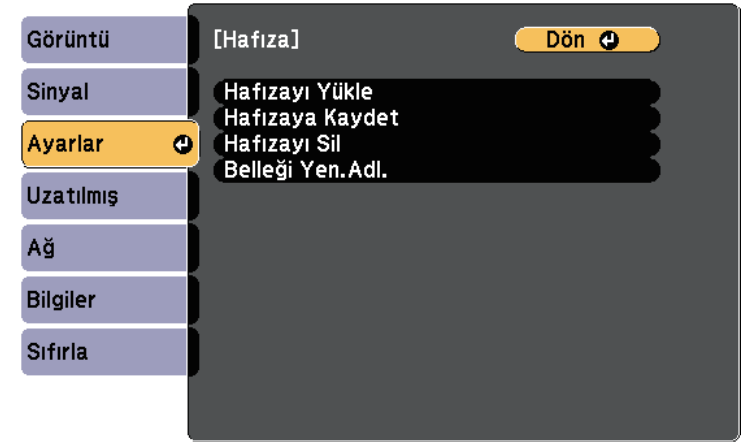 Görüntü
Sinyal
Ayarlar
Uzatılmış
Ağ
Bilgiler
Sıfırla
[Hafıza]
Dön
Hafızayı Yükle
Hafızaya Kaydet
Hafızayı Sil
Belleği Yen.Adl.